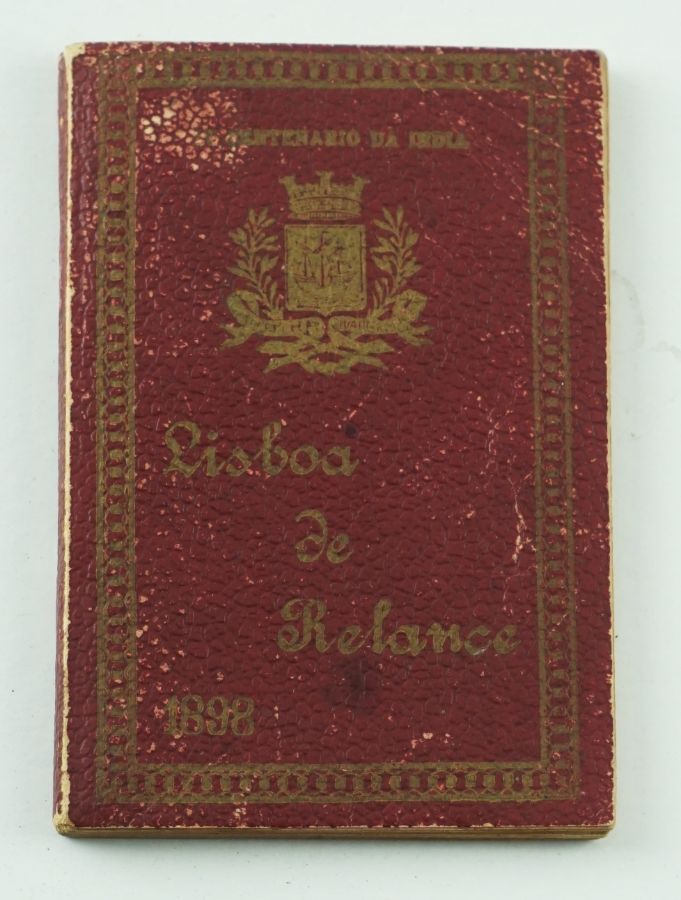 CENTENARIO DA INDIA
Lisboa
de
Relance
1898